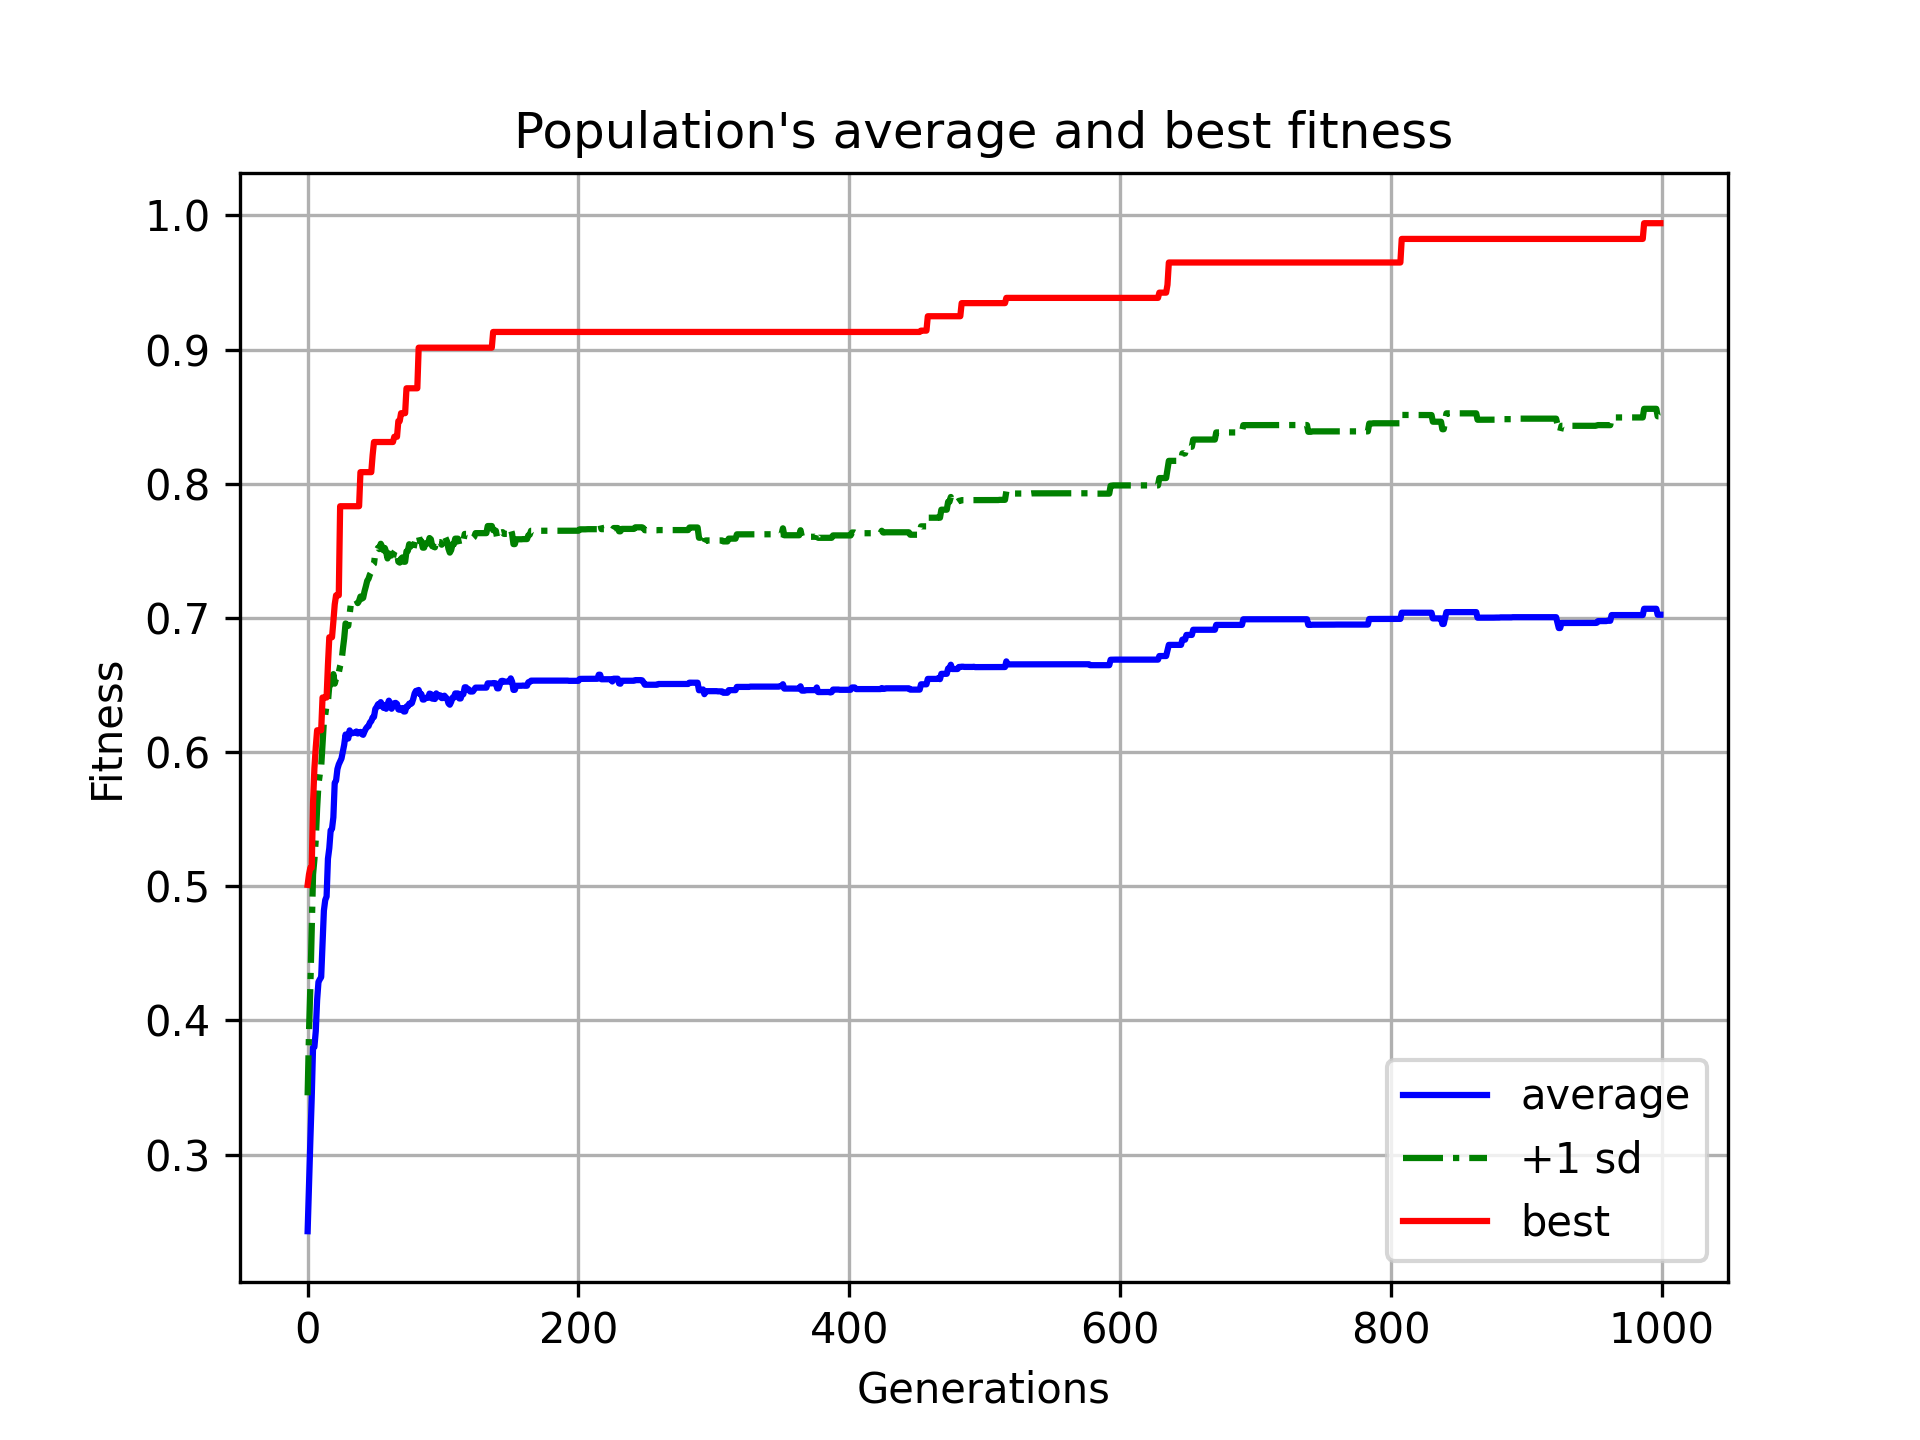 Population's average and best fitness
1.0
0.9
0.8
0.7
0.6
0.5
0.4
0.3
Fitness
0 200 400 600 800 1000
Generations
average
+1 sd
best